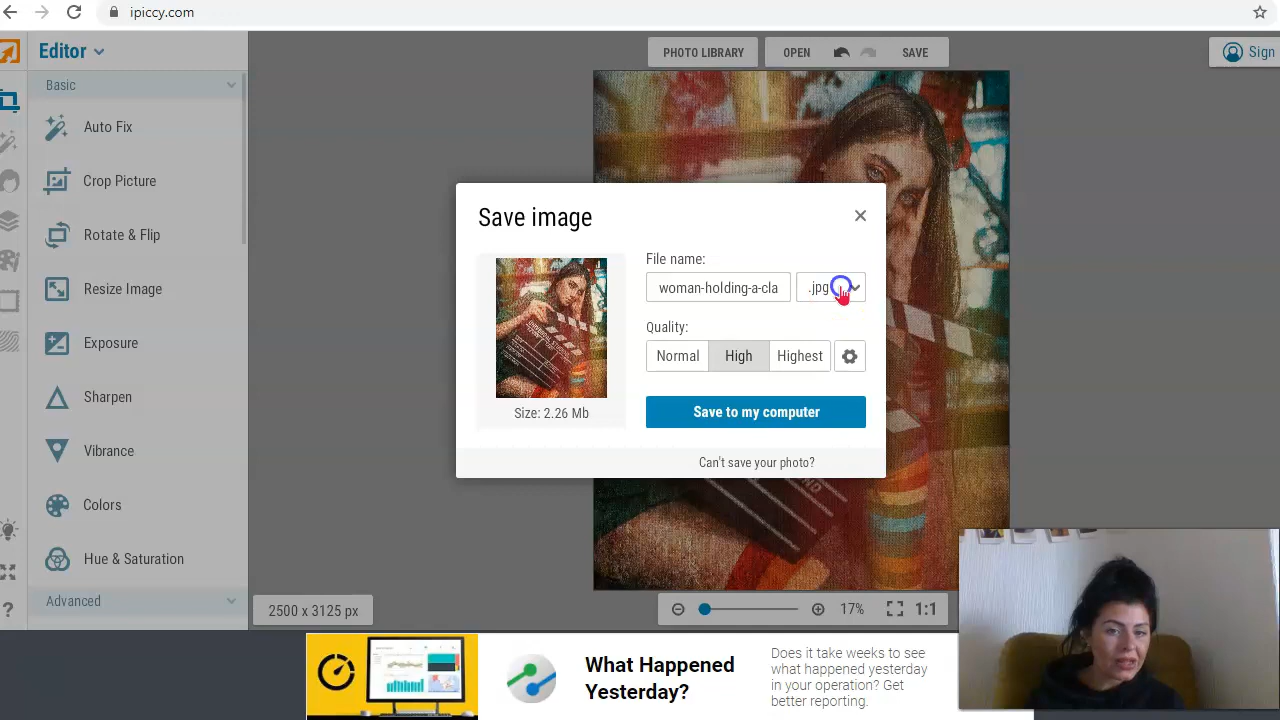 ipiccy.com
Editor
PHOTO LIBRARY
OPEN
SAVE
Sign
Basic
Auto Fix
Crop Picture
Rotate & Flip
Resize Image
Exposure
Sharpen
Vibrance
Colors
Hue & Saturation
Advanced
Save image
File name:
woman-holding-a-cla
.jpg
Quality:
Normal
High
Highest
Size: 2.26 Mb
Save to my computer
Can't save your photo?
2500 x 3125 px
17%
1:1
What Happened
Yesterday?
Does it take weeks to see
what happened yesterday
in your operation? Get
better reporting.